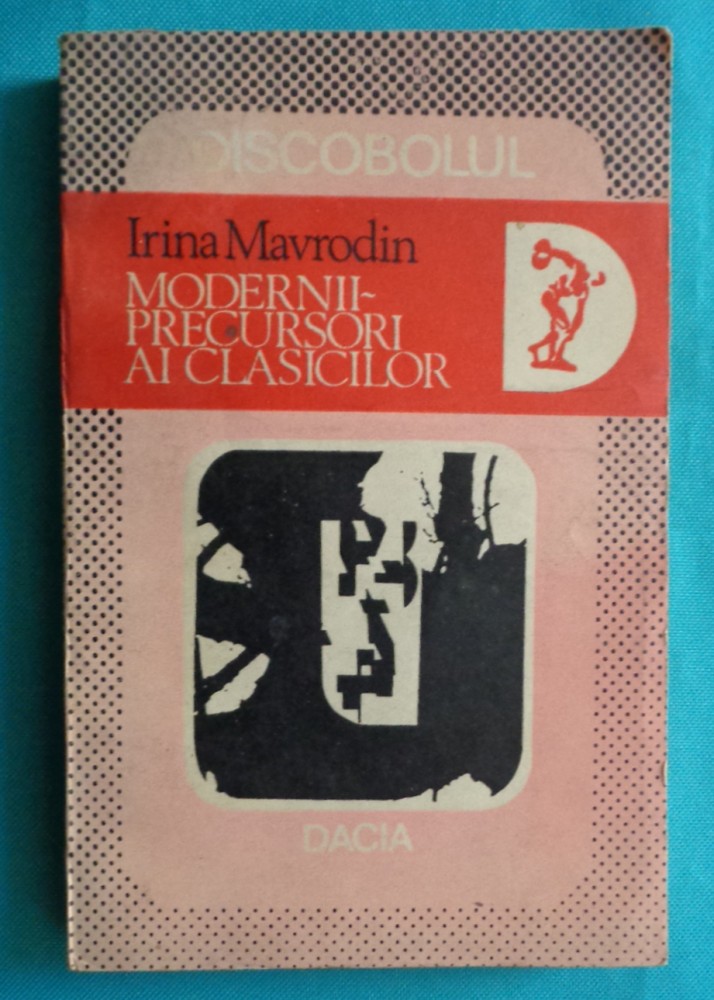 DISCOBOLUL
Irina Mavrodin
MODERNII~
PRECURSORI
AI CLASICILOR
DACIA